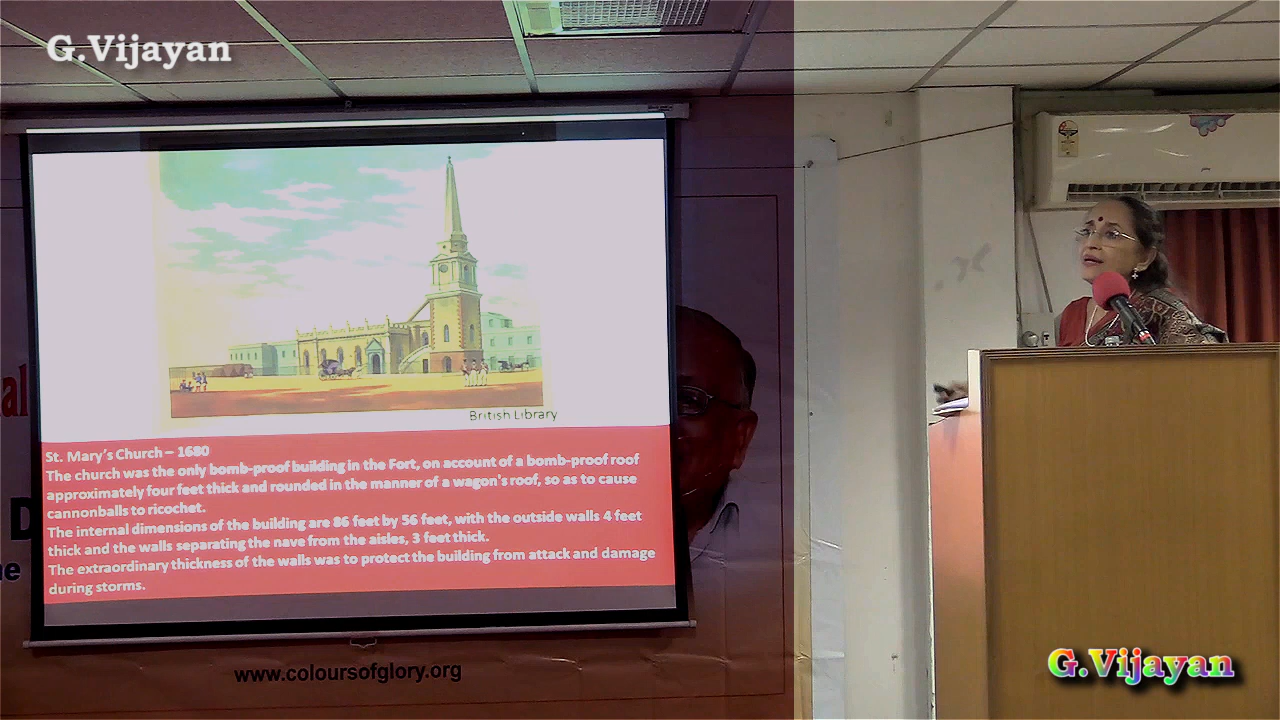 G.Vijayan
British Library
St. Mary's Church – 1680
The church was the only bomb-proof building in the Fort, on account of a bomb-proof roof
approximately four feet thick and rounded in the manner of a wagon's roof, so as to cause
cannonballs to ricochet.
The internal dimensions of the building are 86 feet by 56 feet, with the outside walls 4 feet
thick and the walls separating the nave from the aisles, 3 feet thick.
The extraordinary thickness of the walls was to protect the building from attack and damage
during storms.
al
D
ne
www.coloursofglory.org
G.Vijayan